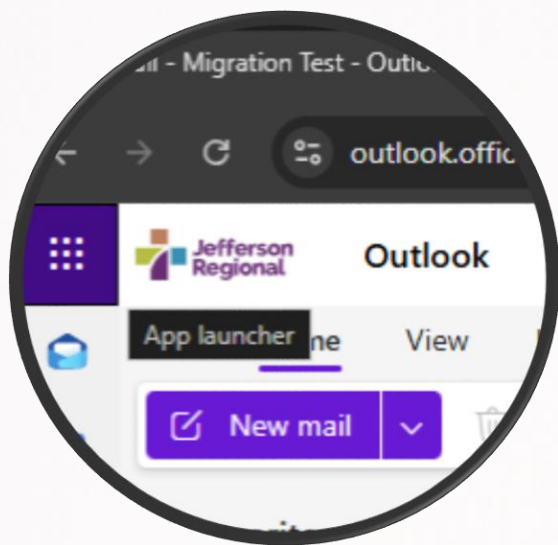 - Migration Test - Outlo
outlook.offic
Jefferson
Regional
Outlook
App launcher
View
New mail